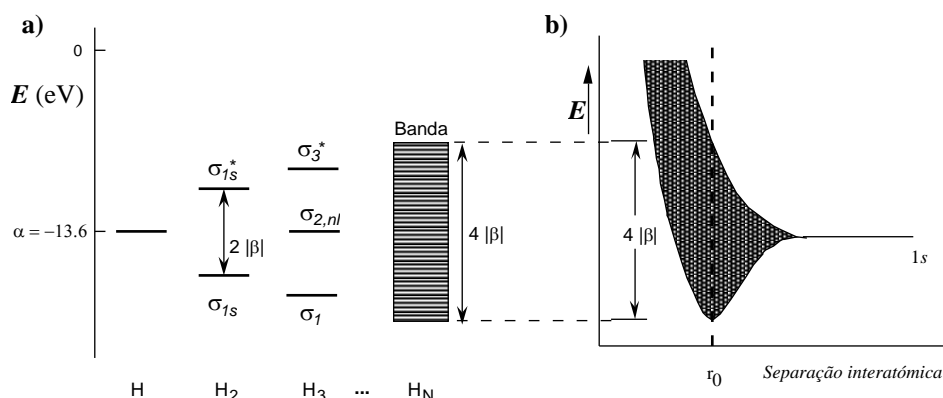 a)
b)
0
E (eV)
E
Banda
σ3*
σ1s*
σ2,nl
α = −13.6
2 |β|
4 |β|
4 |β|
1s
σ1s
σ1
r0
Separação interatómica
H
H2
H3
...
HN